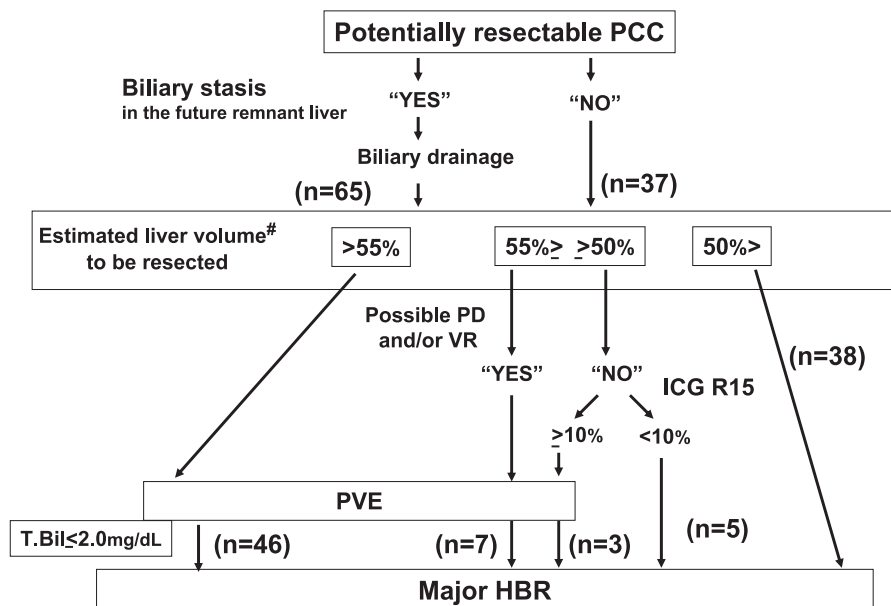 Potentially resectable PCC
Biliary stasis
in the future remnant liver
“YES”
“NO”
Biliary drainage
(n=65)
(n=37)
Estimated liver volume#
to be resected
>55%
55%≥ ≥50%
50%>
Possible PD
and/or VR
“YES”
“NO”
(n=38)
ICG R15
≥10%
<10%
PVE
T.Bil≤2.0mg/dL
(n=46)
(n=7)
(n=3)
(n=5)
Major HBR